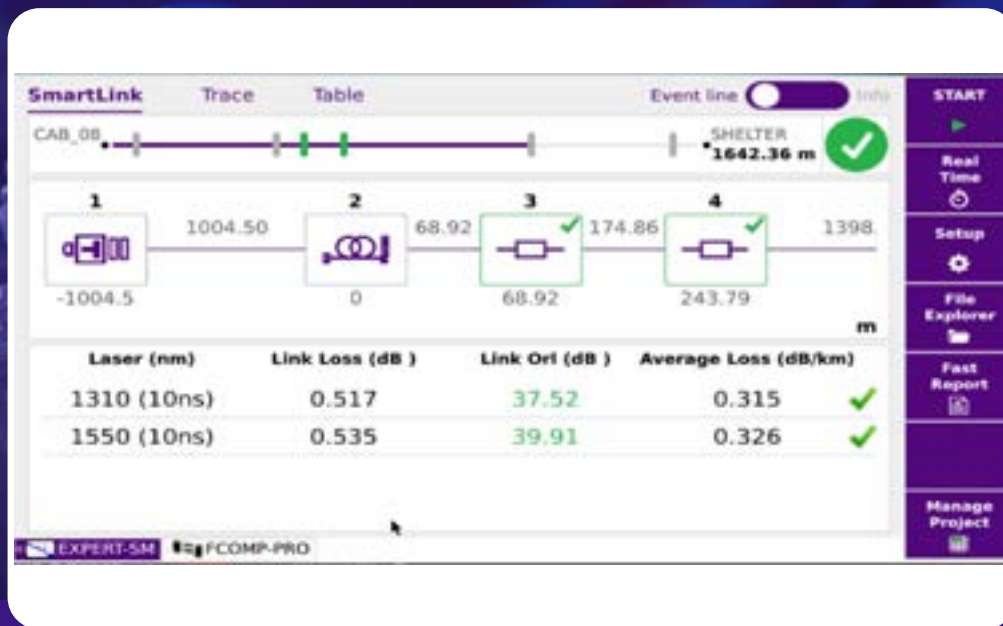 SmartLink Trace Table Event line Info START
CAB_08 SHELTER
1642.36 m
Real Time
1 2 3 4
1004.50 68.92 174.86 1398.
Setup
-1004.5 0 68.92 243.79
File Explorer
m
Laser (nm) Link Loss (dB ) Link Orl (dB ) Average Loss (dB/km)
Fast Report
1310 (10ns) 0.517 37.52 0.315
1550 (10ns) 0.535 39.91 0.326
Manage Project
EXPERT-SM FCOMP-PRO